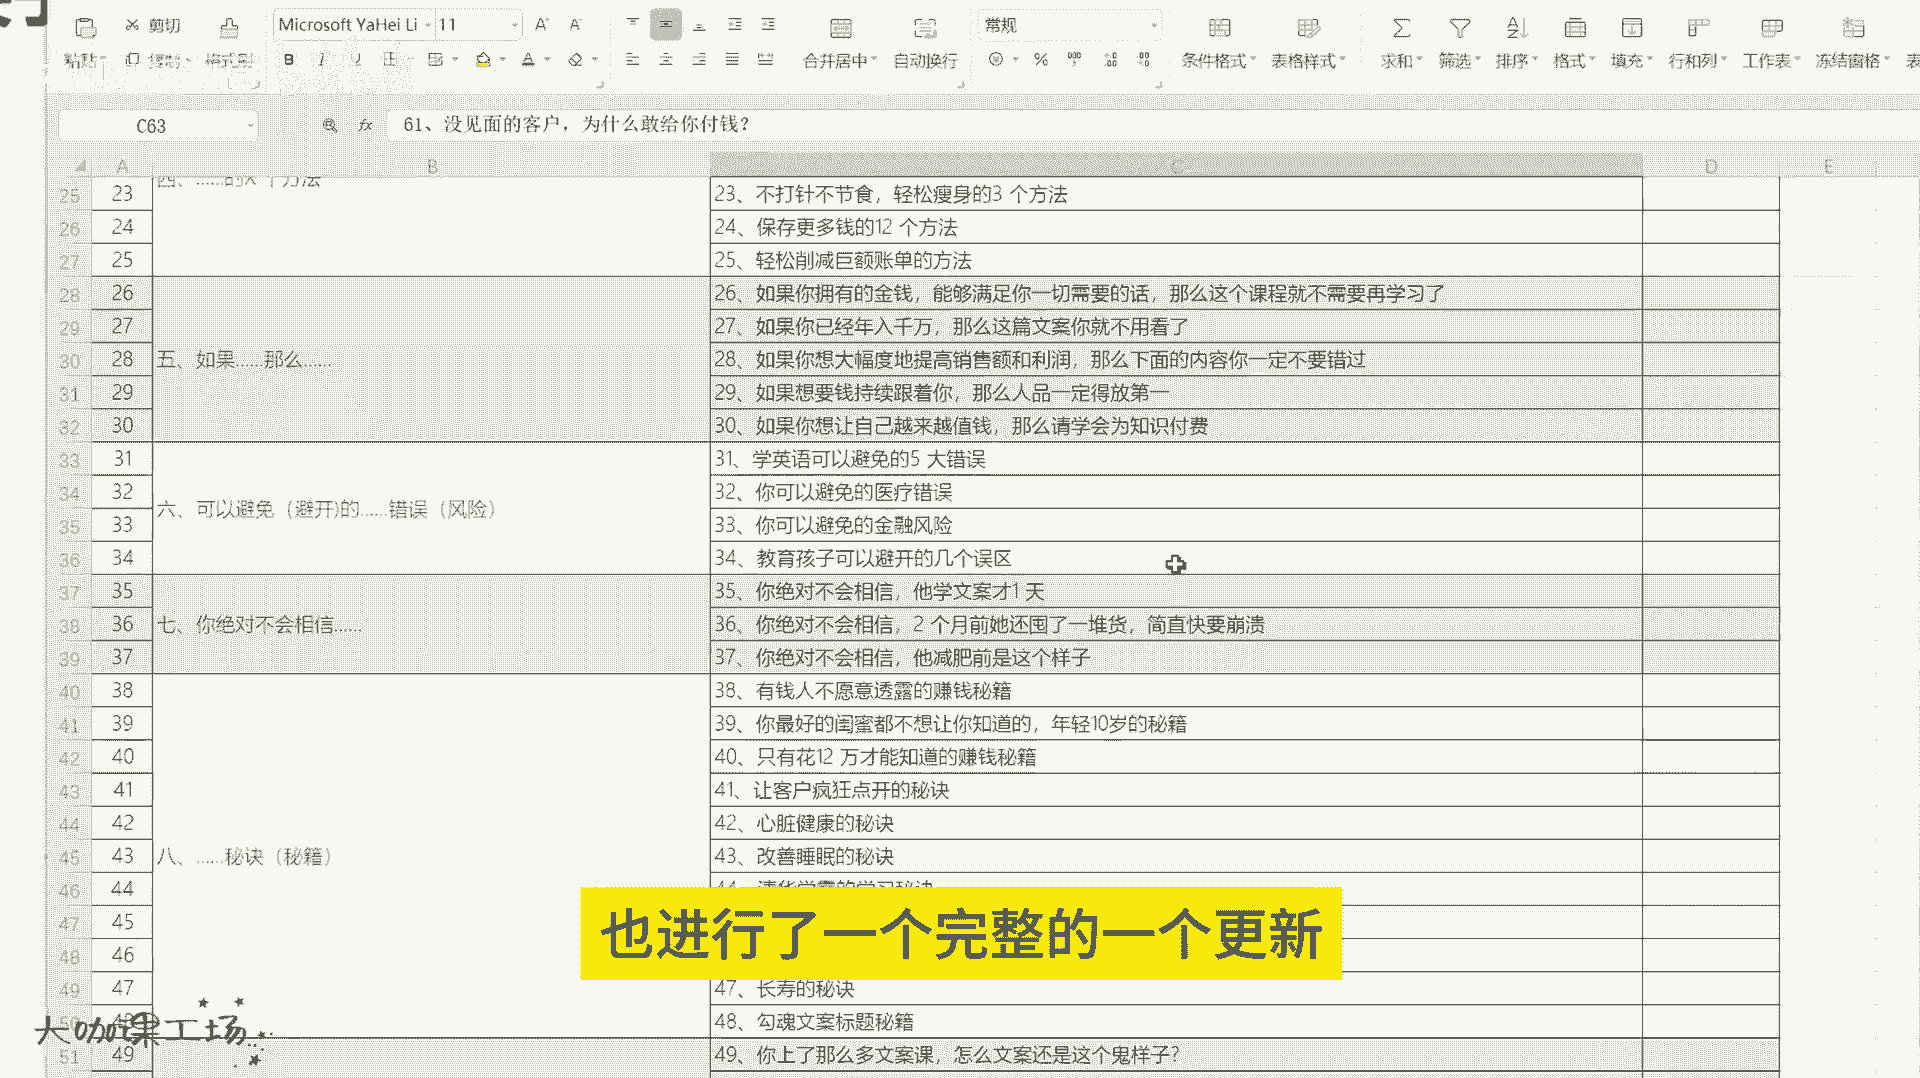 剪切 Microsoft YaHei Li 11 A+ A- 常规
粘贴 复制 格式刷 B I U A 合并居中 自动换行 % 000 条件格式 表格样式 求和 筛选 排序 格式 填充 行和列 工作表 冻结窗格
C63 fx 61、没见面的客户，为什么敢给你付钱？
A B C D E
四、......的X 个方法
25 23 23、不打针不节食，轻松瘦身的3 个方法
26 24 24、保存更多钱的12 个方法
27 25 25、轻松削减巨额账单的方法
28 26 26、如果你拥有的金钱，能够满足你一切需要的话，那么这个课程就不需要再学习了
29 27 27、如果你已经年入千万，那么这篇文案你就不用看了
30 28 五、如果......那么...... 28、如果你想大幅度地提高销售额和利润，那么下面的内容你一定不要错过
31 29 29、如果想要钱持续跟着你，那么人品一定得放第一
32 30 30、如果你想让自己越来越值钱，那么请学会为知识付费
33 31 31、学英语可以避免的5 大错误
34 32 32、你可以避免的医疗错误
六、可以避免（避开)的......错误（风险）
35 33 33、你可以避免的金融风险
36 34 34、教育孩子可以避开的几个误区
37 35 35、你绝对不会相信，他学文案才1 天
38 36 七、你绝对不会相信...... 36、你绝对不会相信，2 个月前她还囤了一堆货，简直快要崩溃
39 37 37、你绝对不会相信，他减肥前是这个样子
40 38 38、有钱人不愿意透露的赚钱秘籍
41 39 39、你最好的闺蜜都不想让你知道的，年轻10岁的秘籍
42 40 40、只有花12 万才能知道的赚钱秘籍
43 41 41、让客户疯狂点开的秘诀
44 42 42、心脏健康的秘诀
45 43 八、......秘诀（秘籍） 43、改善睡眠的秘诀
46 44 44、清华学霸的学习秘诀
47 45
48 46
也进行了一个完整的一个更新
49 47 47、长寿的秘诀
50 48 48、勾魂文案标题秘籍
大咖课工场
51 49 49、你上了那么多文案课，怎么文案还是这个鬼样子？